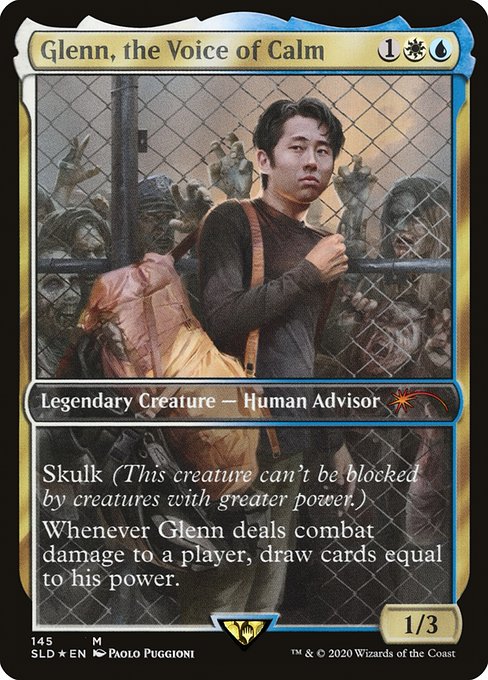 Glenn, the Voice of Calm 1
Legendary Creature — Human Advisor
Skulk (This creature can't be blocked
by creatures with greater power.)
Whenever Glenn deals combat
damage to a player, draw cards equal
to his power.
1/3
145 M
SLD ★ EN Paolo Puggioni
™ & © 2020 Wizards of the Coast